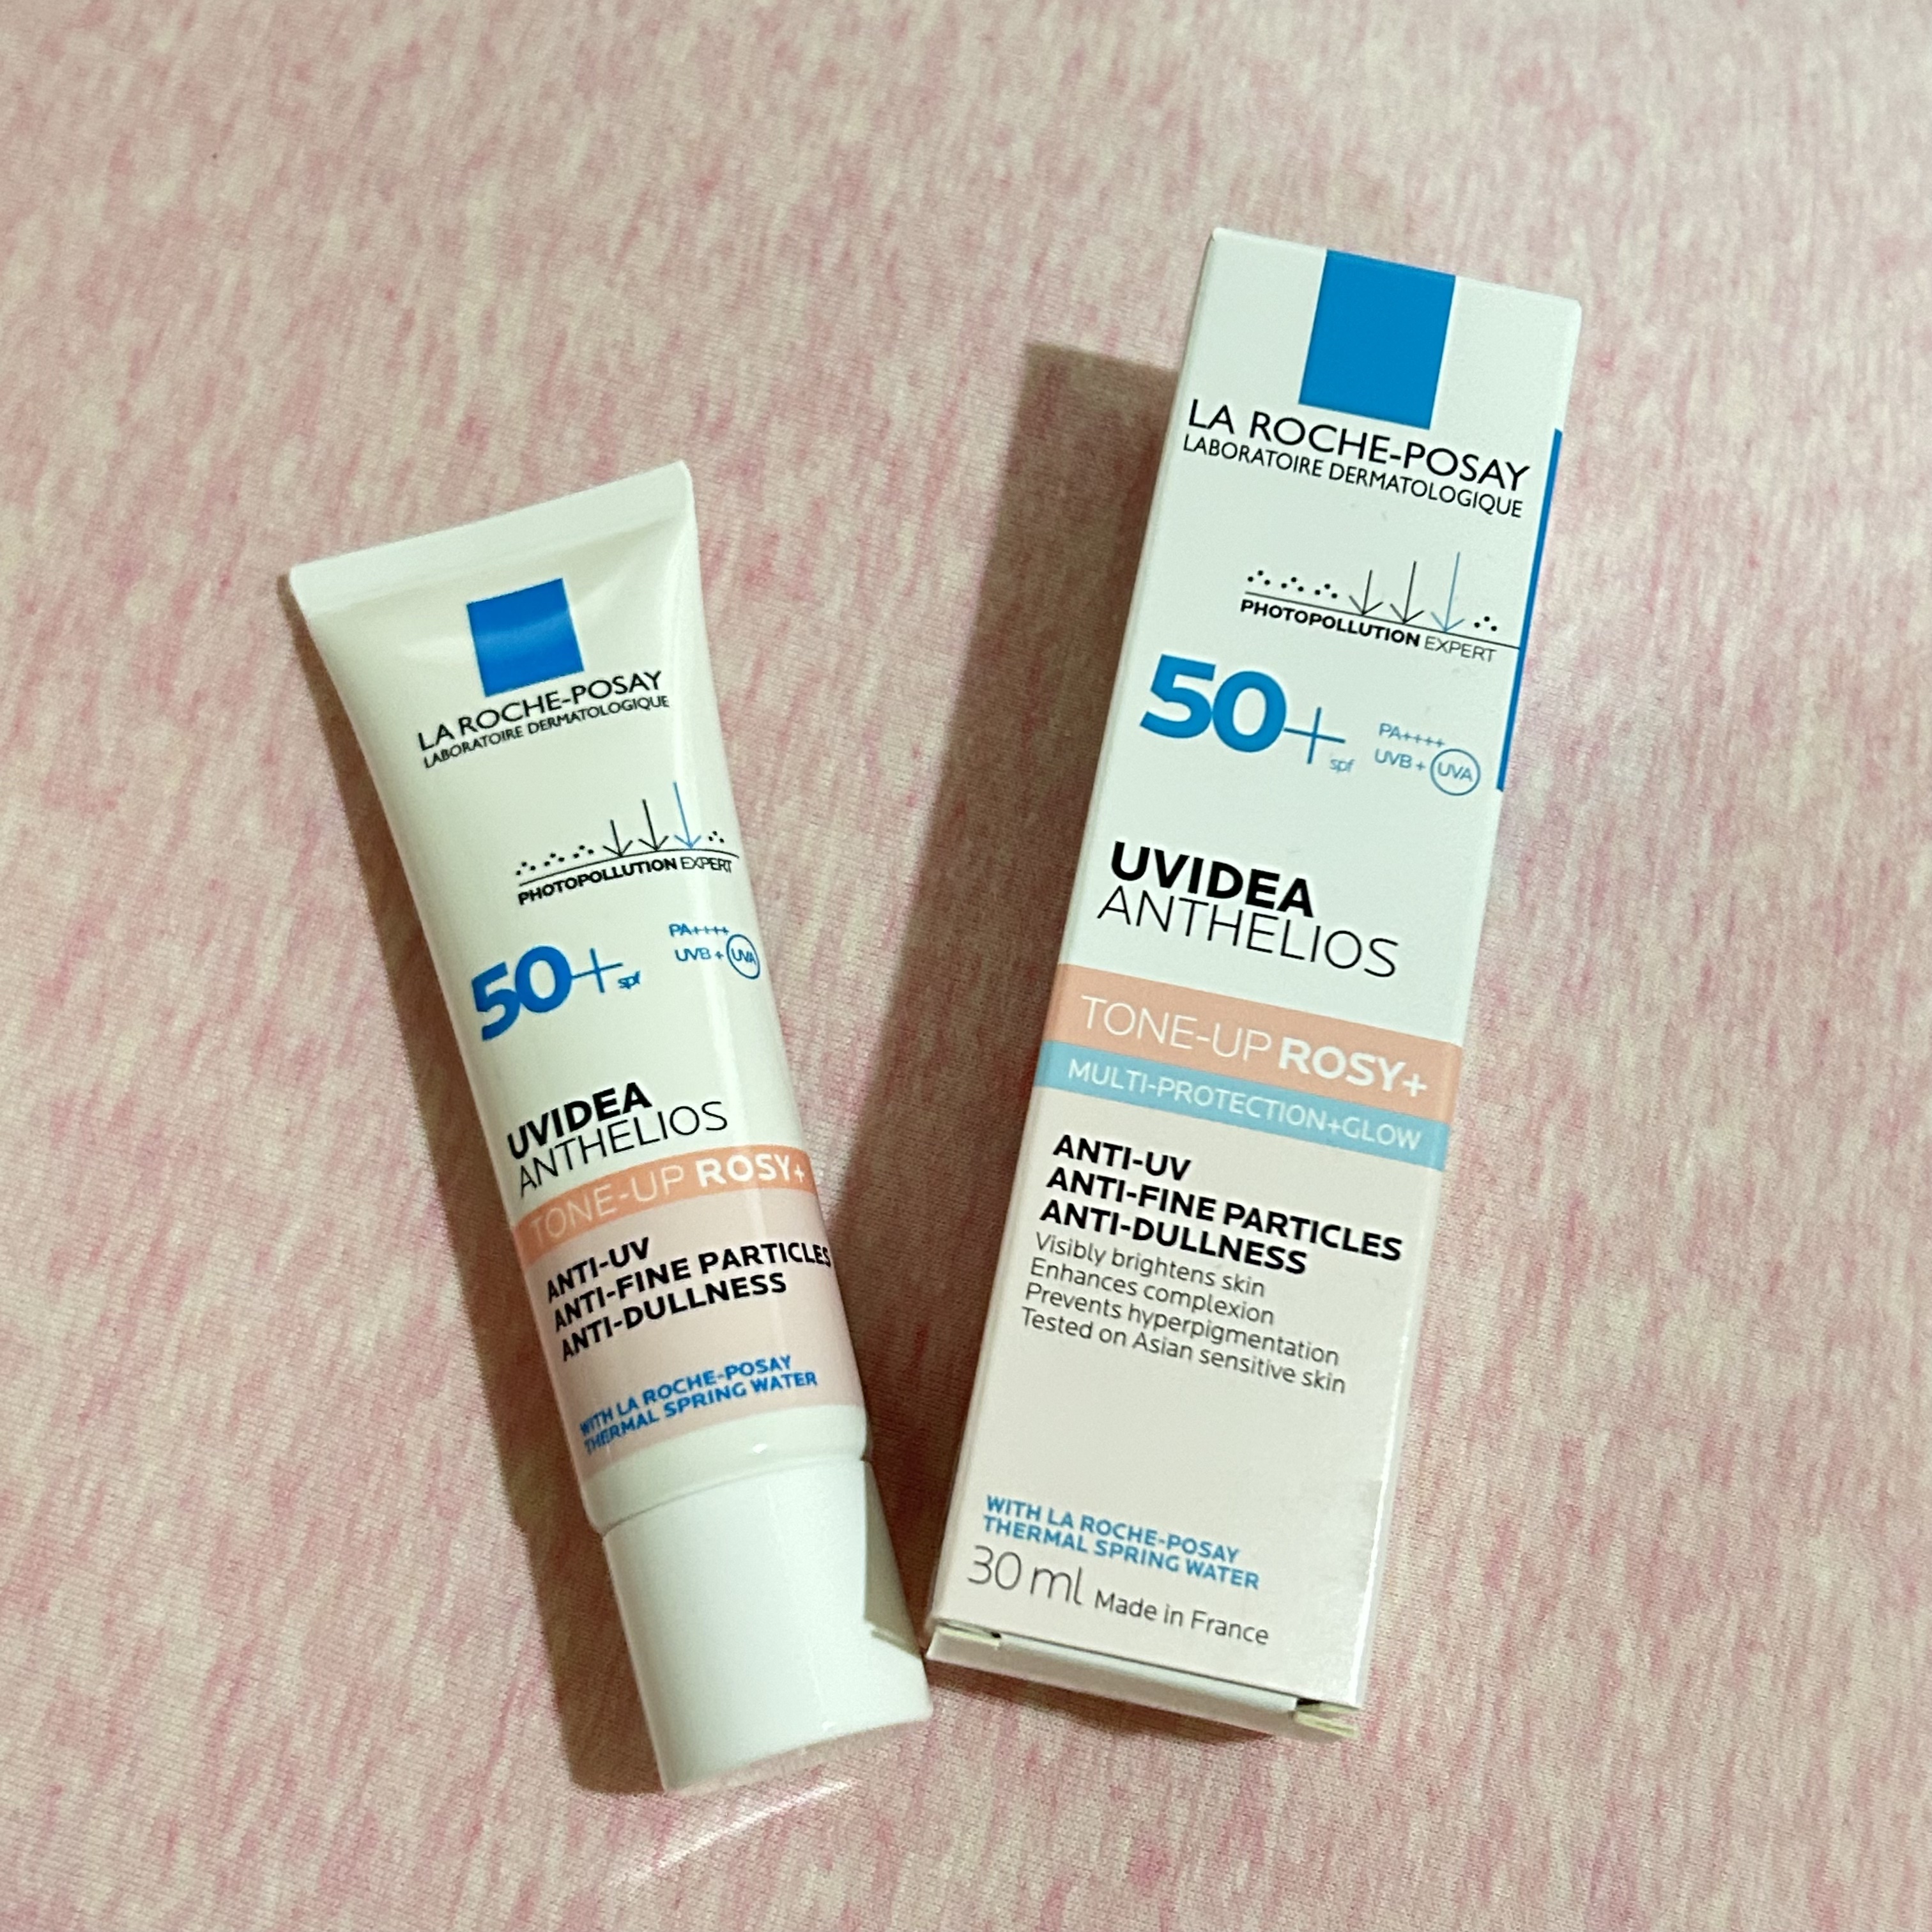 LA ROCHE-POSAY
LABORATOIRE DERMATOLOGIQUE
PHOTOPOLLUTION EXPERT
50+ spf
PA++++
UVB + UVA
UVIDEA
ANTHELIOS
TONE-UP ROSY+
ANTI-UV
ANTI-FINE PARTICLES
ANTI-DULLNESS
WITH LA ROCHE-POSAY
THERMAL SPRING WATER
LA ROCHE-POSAY
LABORATOIRE DERMATOLOGIQUE
PHOTOPOLLUTION EXPERT
50+ spf
PA++++
UVB + UVA
UVIDEA
ANTHELIOS
TONE-UP ROSY+
MULTI-PROTECTION+GLOW
ANTI-UV
ANTI-FINE PARTICLES
ANTI-DULLNESS
Visibly brightens skin
Enhances complexion
Prevents hyperpigmentation
Tested on Asian sensitive skin
WITH LA ROCHE-POSAY
THERMAL SPRING WATER
30 ml Made in France